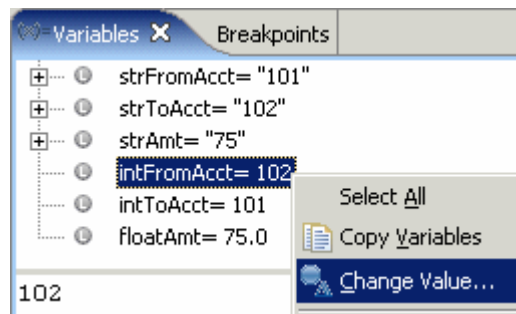 (x)=Variables Breakpoints
strFromAcct= "101"
strToAcct= "102"
strAmt= "75"
intFromAcct= 102
intToAcct= 101
floatAmt= 75.0
Select All
Copy Variables
Change Value...
102